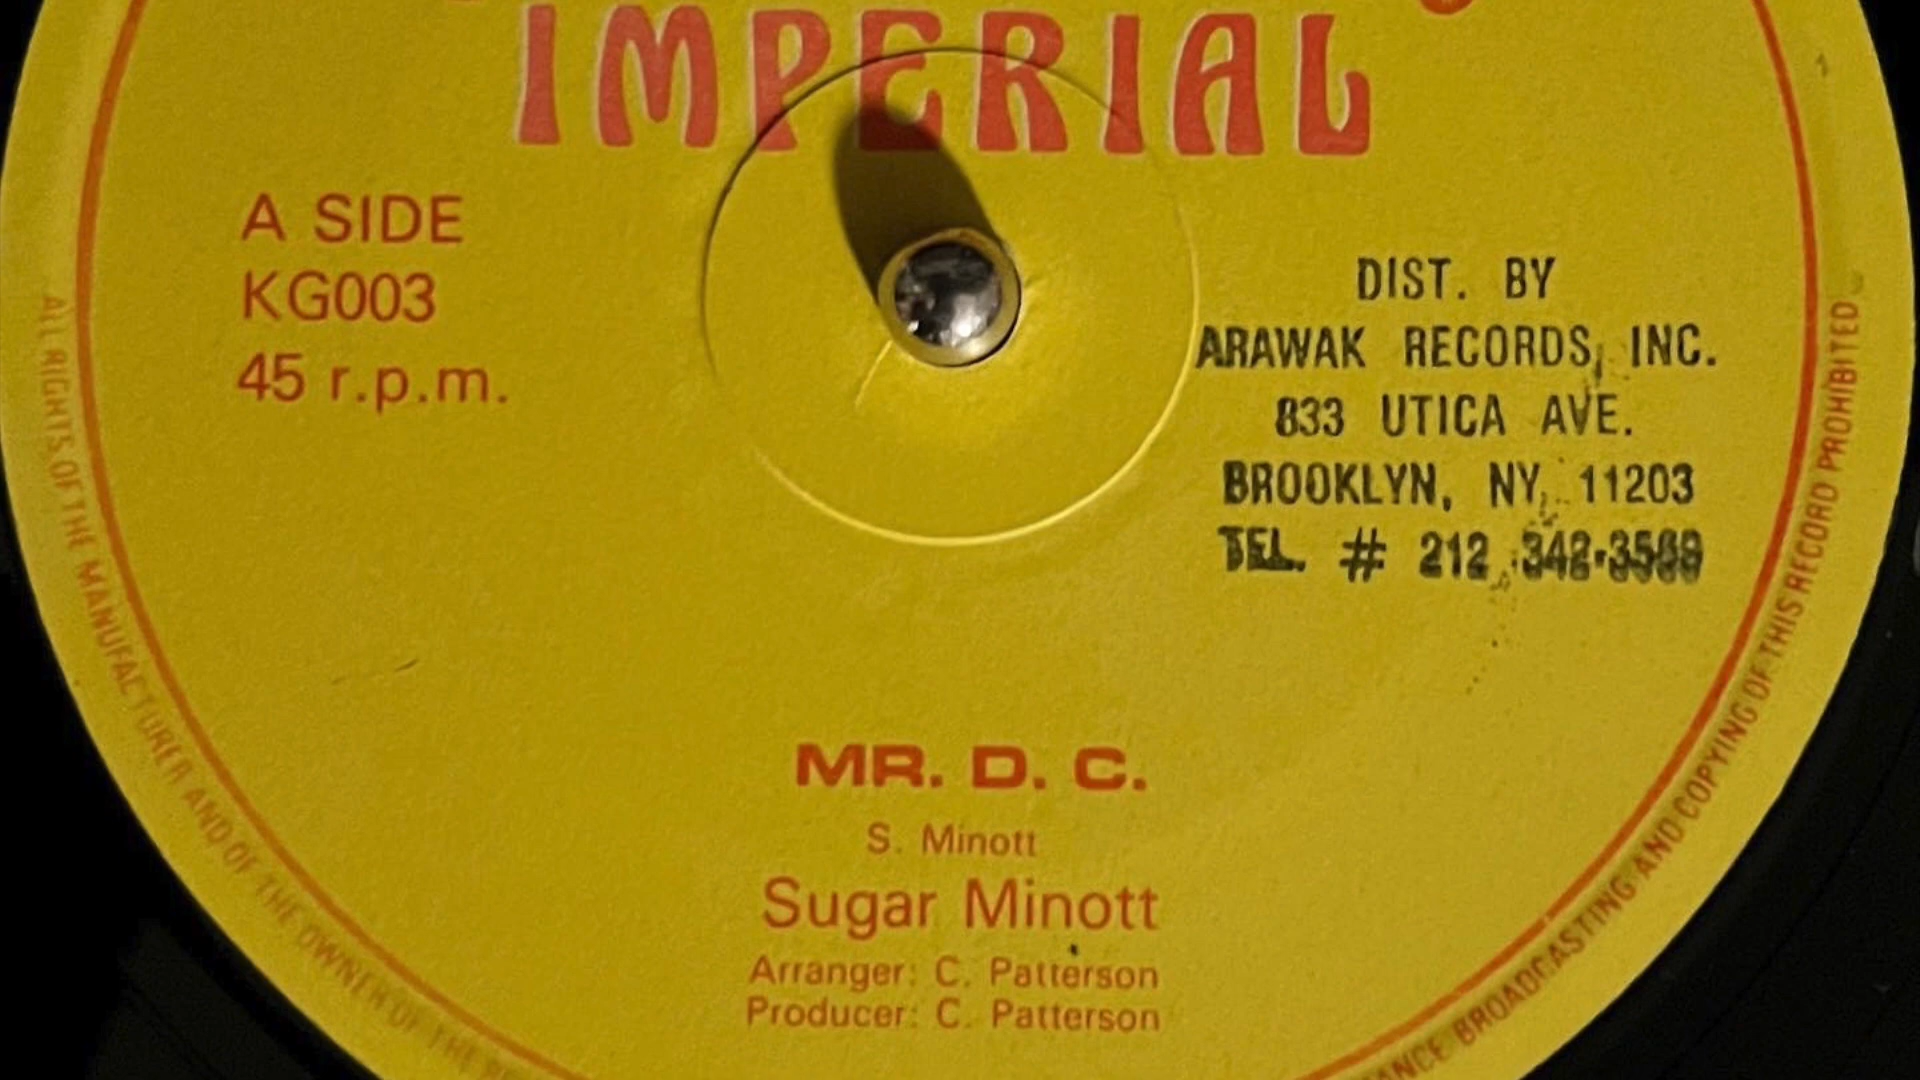 IMPERIAL
A SIDE
KG003
45 r.p.m.
DIST. BY
ARAWAK RECORDS, INC.
833 UTICA AVE.
BROOKLYN, NY, 11203
TEL. # 212
MR. D. C.
S. Minott
Sugar Minott
Arranger: C. Patterson
Producer: C. Patterson
ALL RIGHTS OF THE MANUFACTURER AND OF THE OWNER OF THE
BROADCASTING AND COPYING OF THIS RECORD PROHIBITED